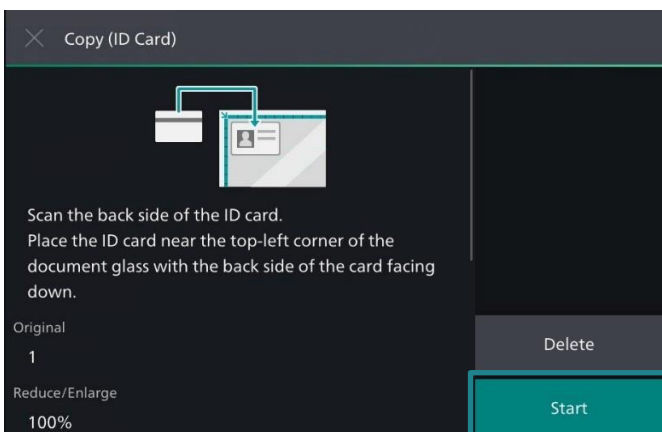 Copy (ID Card)
Scan the back side of the ID card.
Place the ID card near the top-left corner of the
document glass with the back side of the card facing
down.
Original
1
Delete
Reduce/Enlarge
100%
Start